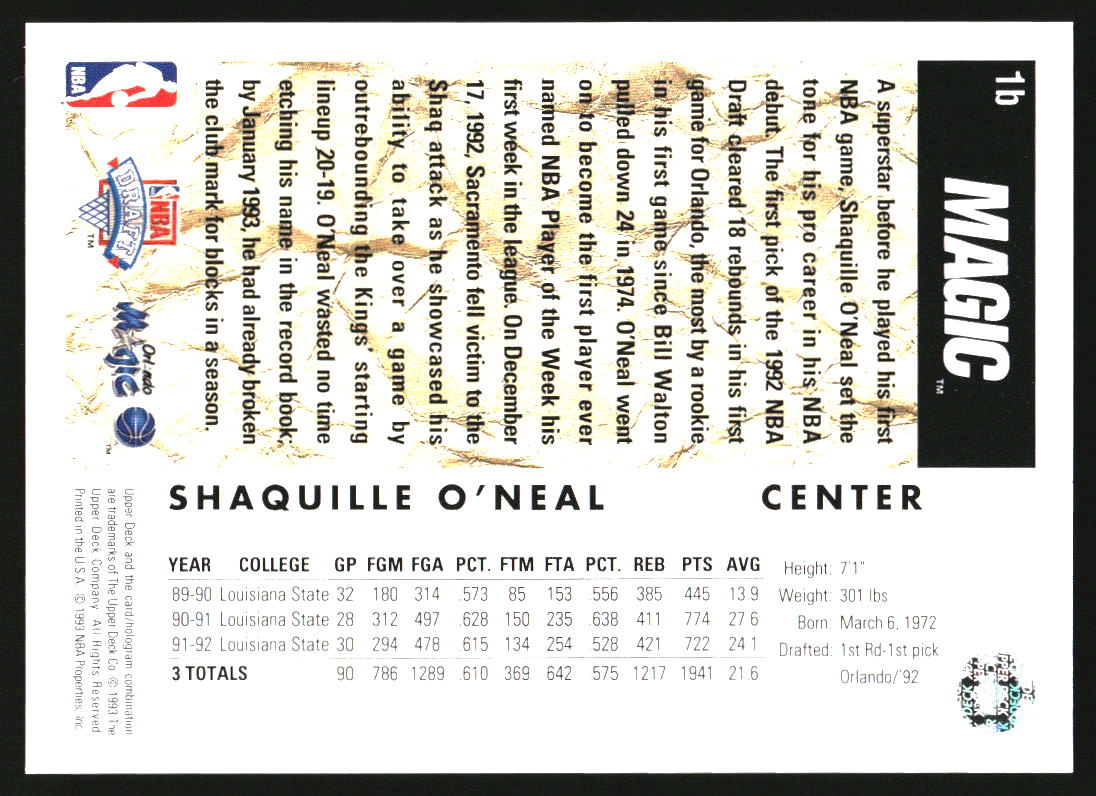 1b
MAGIC™
A superstar before he played his first
NBA game, Shaquille O'Neal set the
tone for his pro career in his NBA
debut. The first pick of the 1992 NBA
Draft cleared 18 rebounds in his first
game for Orlando, the most by a rookie
in his first game since Bill Walton
pulled down 24 in 1974. O'Neal went
on to become the first player ever
named NBA Player of the Week his
first week in the league. On December
17, 1992, Sacramento fell victim to the
Shaq attack as he showcased his
ability to take over a game by
outrebounding the Kings' starting
lineup 20-19. O'Neal wasted no time
etching his name in the record book;
by January 1993, he had already broken
the club mark for blocks in a season.
NBA
NBA
DRAFT™
Orlando
Magic™
SHAQUILLE O'NEAL CENTER
YEAR COLLEGE GP FGM FGA PCT. FTM FTA PCT. REB PTS AVG
89-90 Louisiana State 32 180 314 .573 85 153 .556 385 445 13.9
90-91 Louisiana State 28 312 497 .628 150 235 .638 411 774 27.6
91-92 Louisiana State 30 294 478 .615 134 254 .528 421 722 24.1
3 TOTALS 90 786 1289 .610 369 642 .575 1217 1941 21.6
Height: 7'1"
Weight: 301 lbs
Born: March 6, 1972
Drafted: 1st Rd-1st pick
Orlando/'92
Upper Deck and the card/hologram combination
are trademarks of The Upper Deck Co. © 1993 The
Upper Deck Company. All Rights Reserved.
Printed in the U.S.A. © 1993 NBA Properties, Inc.